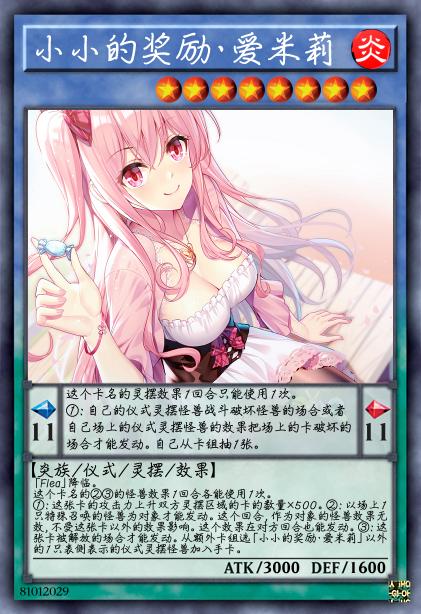 小小的奖励·爱米莉
炎
这个卡名的灵摆效果1回合只能使用1次。
①：自己的仪式灵摆怪兽战斗破坏怪兽的场合或者
自己场上的仪式灵摆怪兽的效果把场上的卡破坏的
场合才能发动。自己从卡组抽1张。
11
11
【炎族/仪式/灵摆/效果】
「Flea」降临。
这个卡名的②③的怪兽效果1回合各能使用1次。
①：这张卡的攻击力上升双方灵摆区域的卡的数量×500。②：以场上1
只特殊召唤的怪兽为对象才能发动。这个回合，作为对象的怪兽效果无
效，不受这张卡以外的效果影响。这个效果在对方回合也能发动。③：这
张卡被解放的场合才能发动。从额外卡组选「小小的奖励·爱米莉」以外
的1只表侧表示的仪式灵摆怪兽加入手卡。
ATK/3000 DEF/1600
81012029